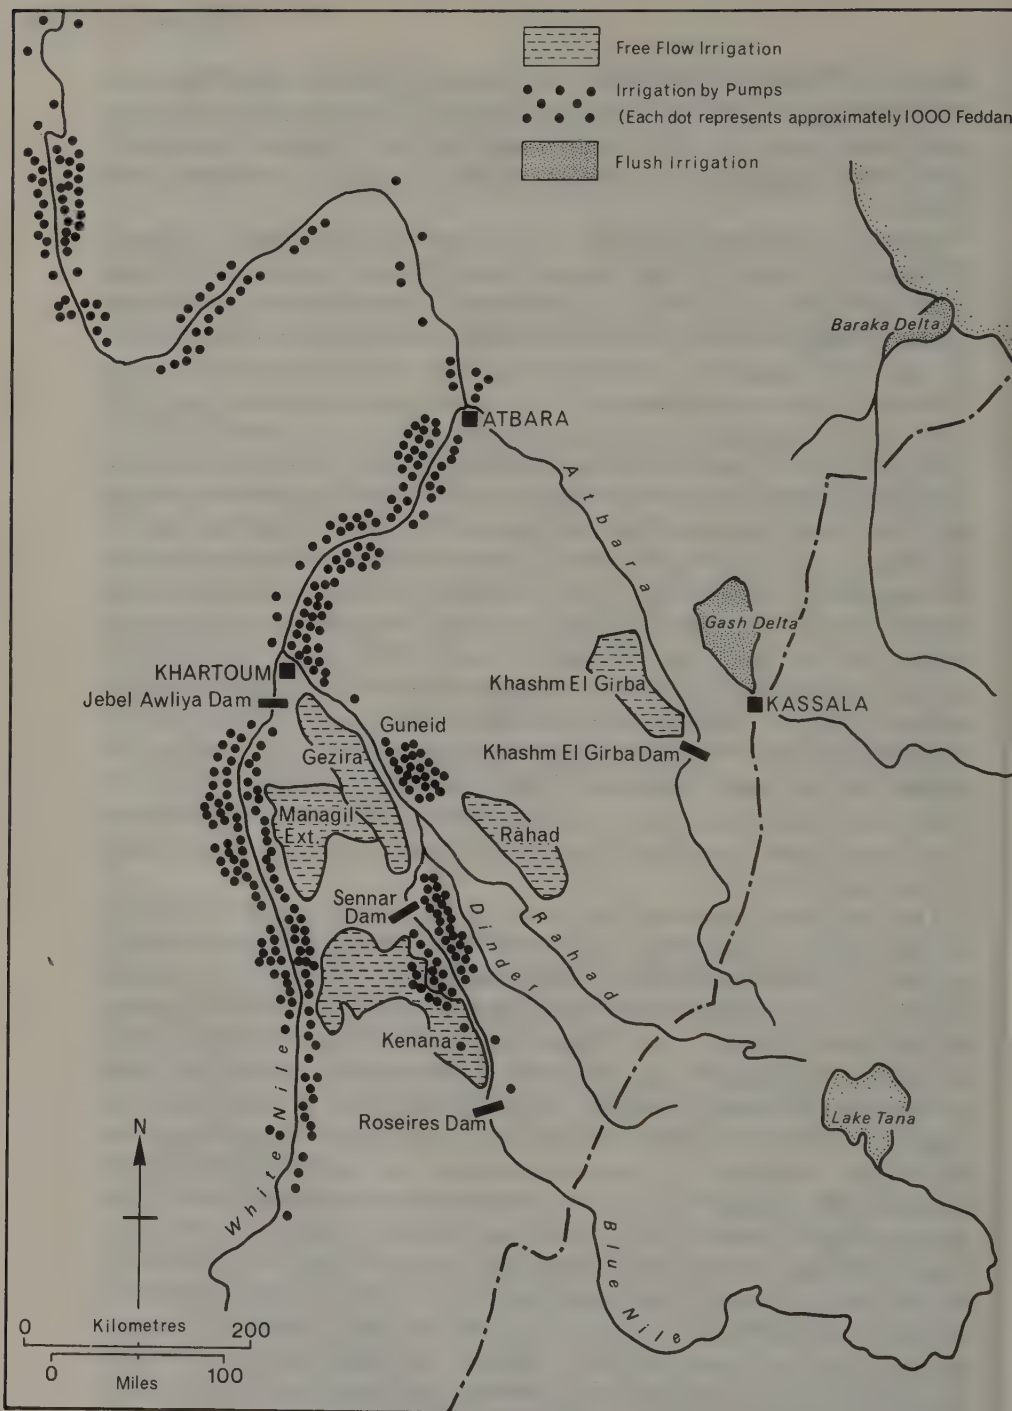 Free Flow Irrigation
Irrigation by Pumps
(Each dot represents approximately 1000 Feddan
Flush Irrigation
Baraka Delta
ATBARA
Atbara
Gash Delta
KHARTOUM
Khashm El Girba
Jebel Awliya Dam
KASSALA
Guneid
Gezira
Khashm El Girba Dam
Managil
Ext.
Rahad
Sennar
Dam
Dinder
Rahad
Kenana
White Nile
Roseires Dam
Lake Tana
N
Blue Nile
0 Kilometres 200
0 Miles 100